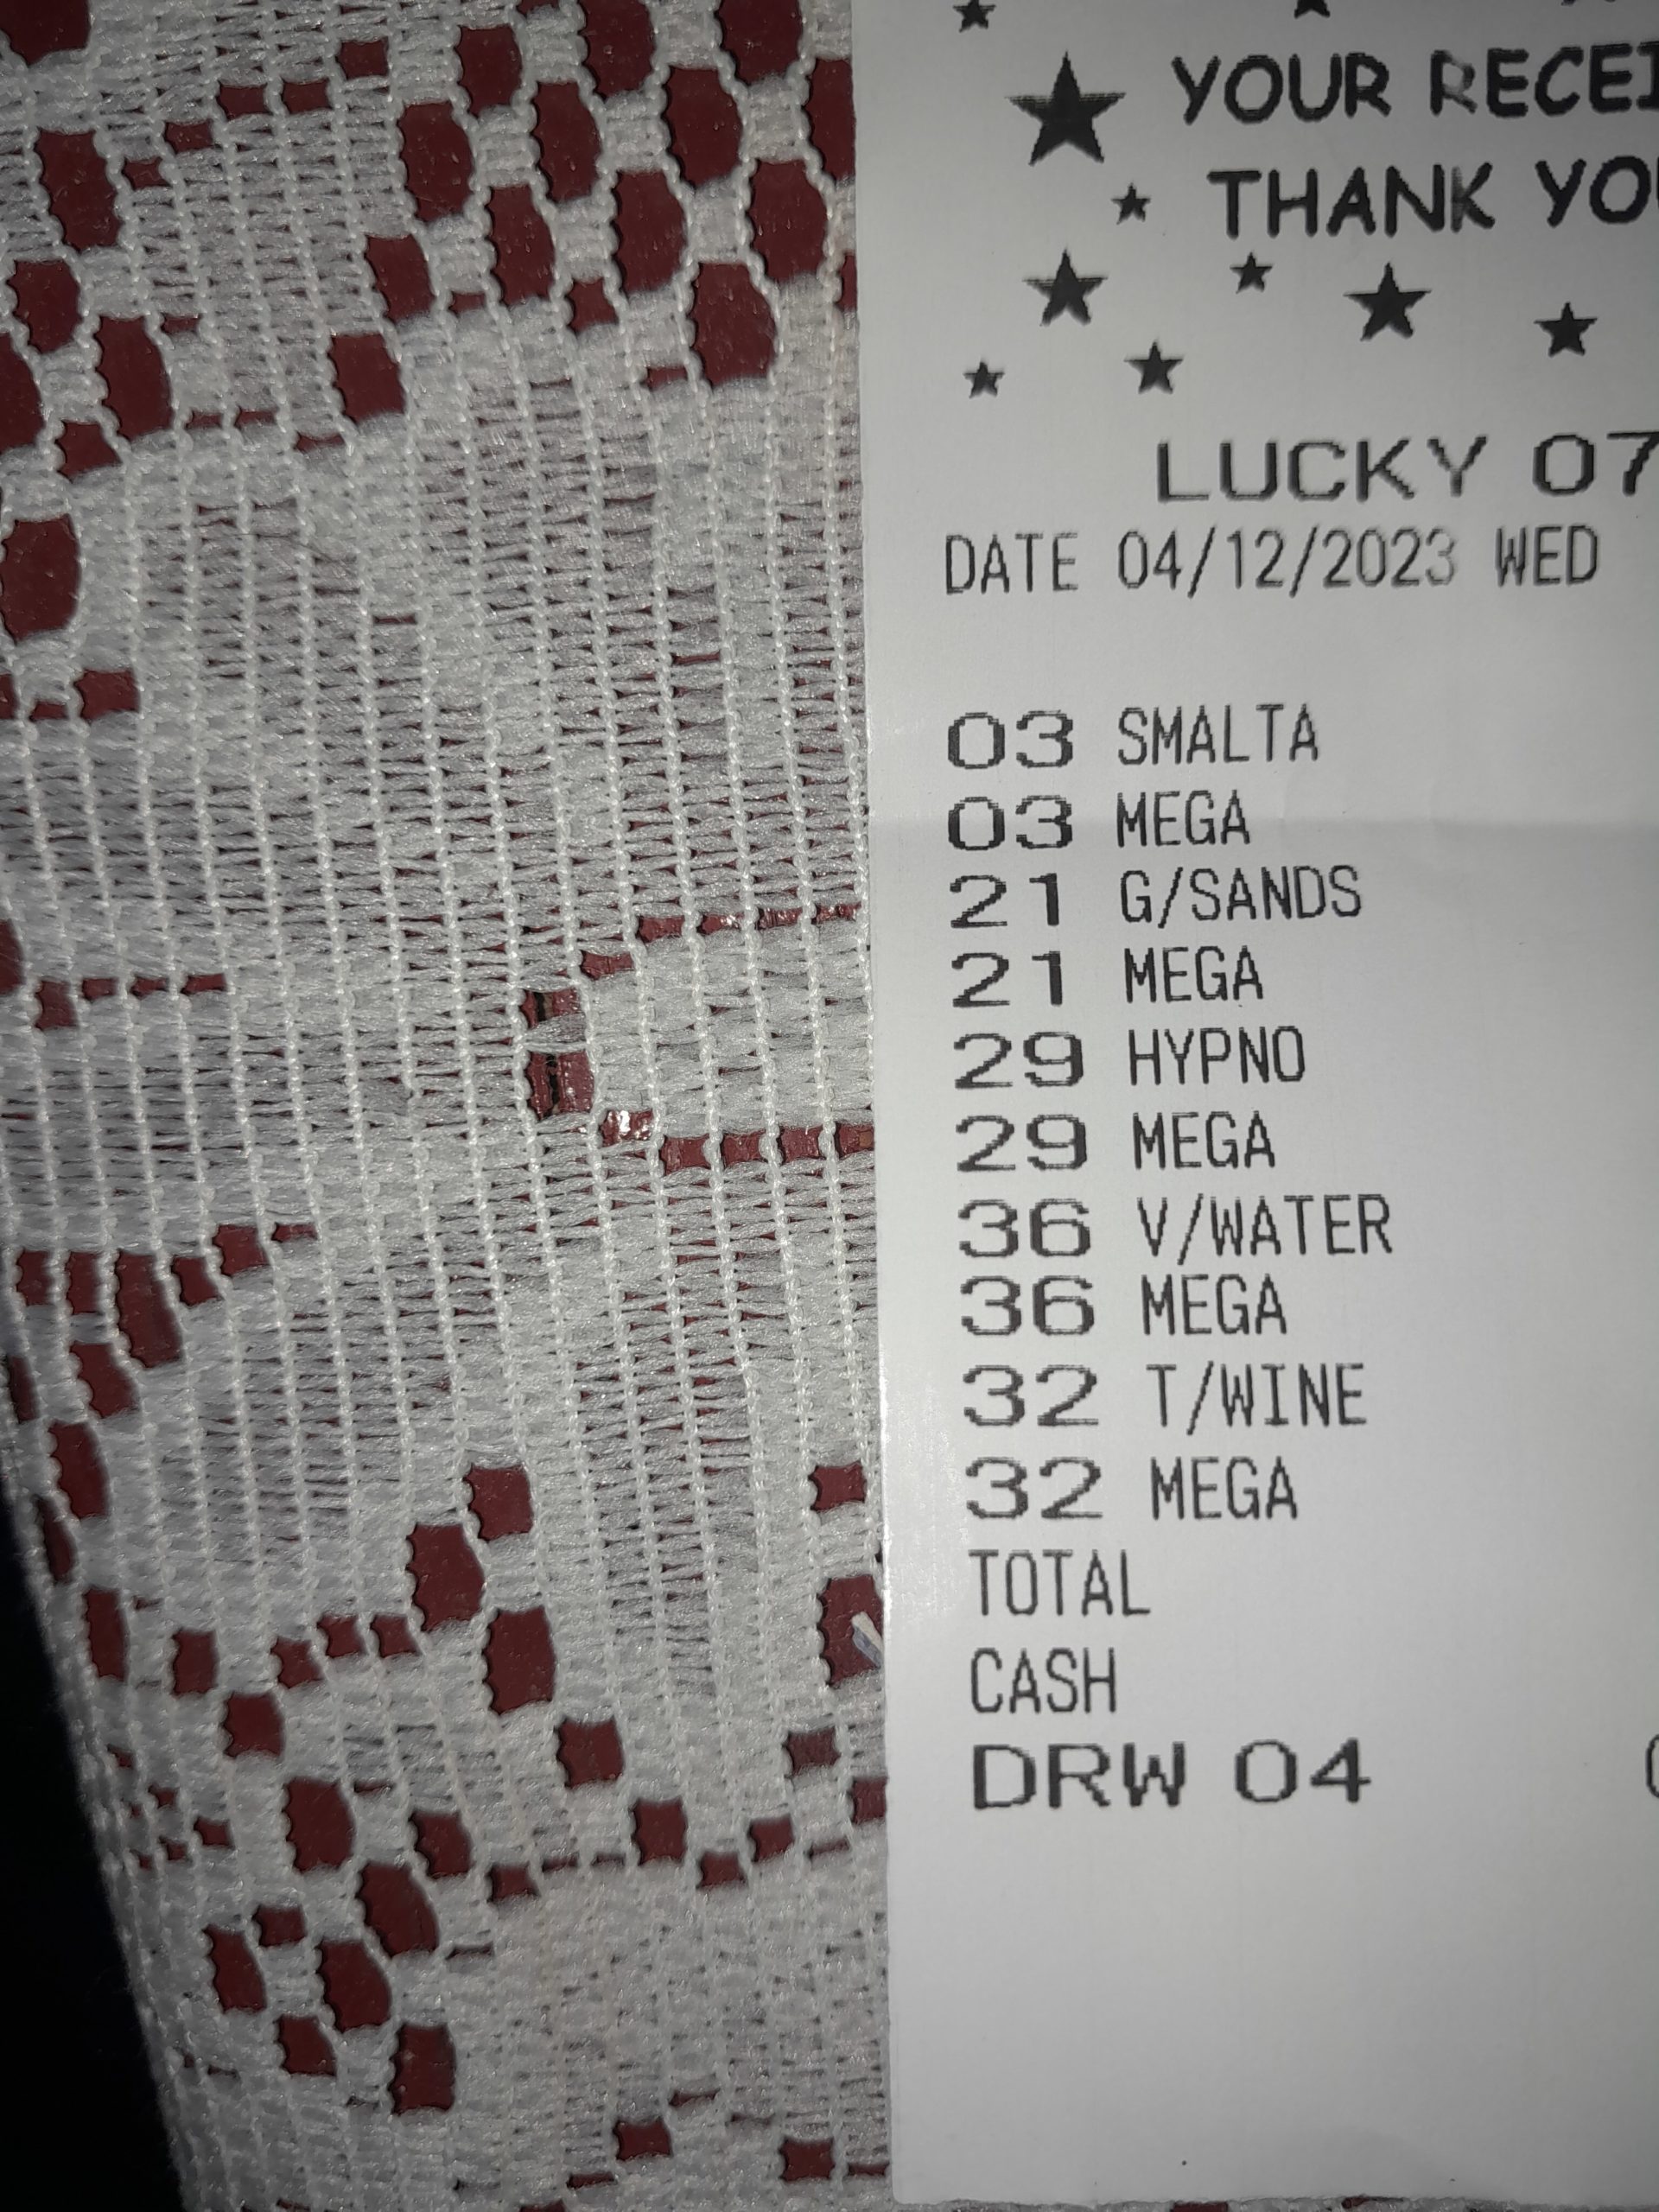 YOUR RECEI
THANK YOU
LUCKY 07
DATE 04/12/2023 WED
03 SMALTA
03 MEGA
21 G/SANDS
21 MEGA
29 HYPNO
29 MEGA
36 V/WATER
36 MEGA
32 T/WINE
32 MEGA
TOTAL
CASH
DRW 04